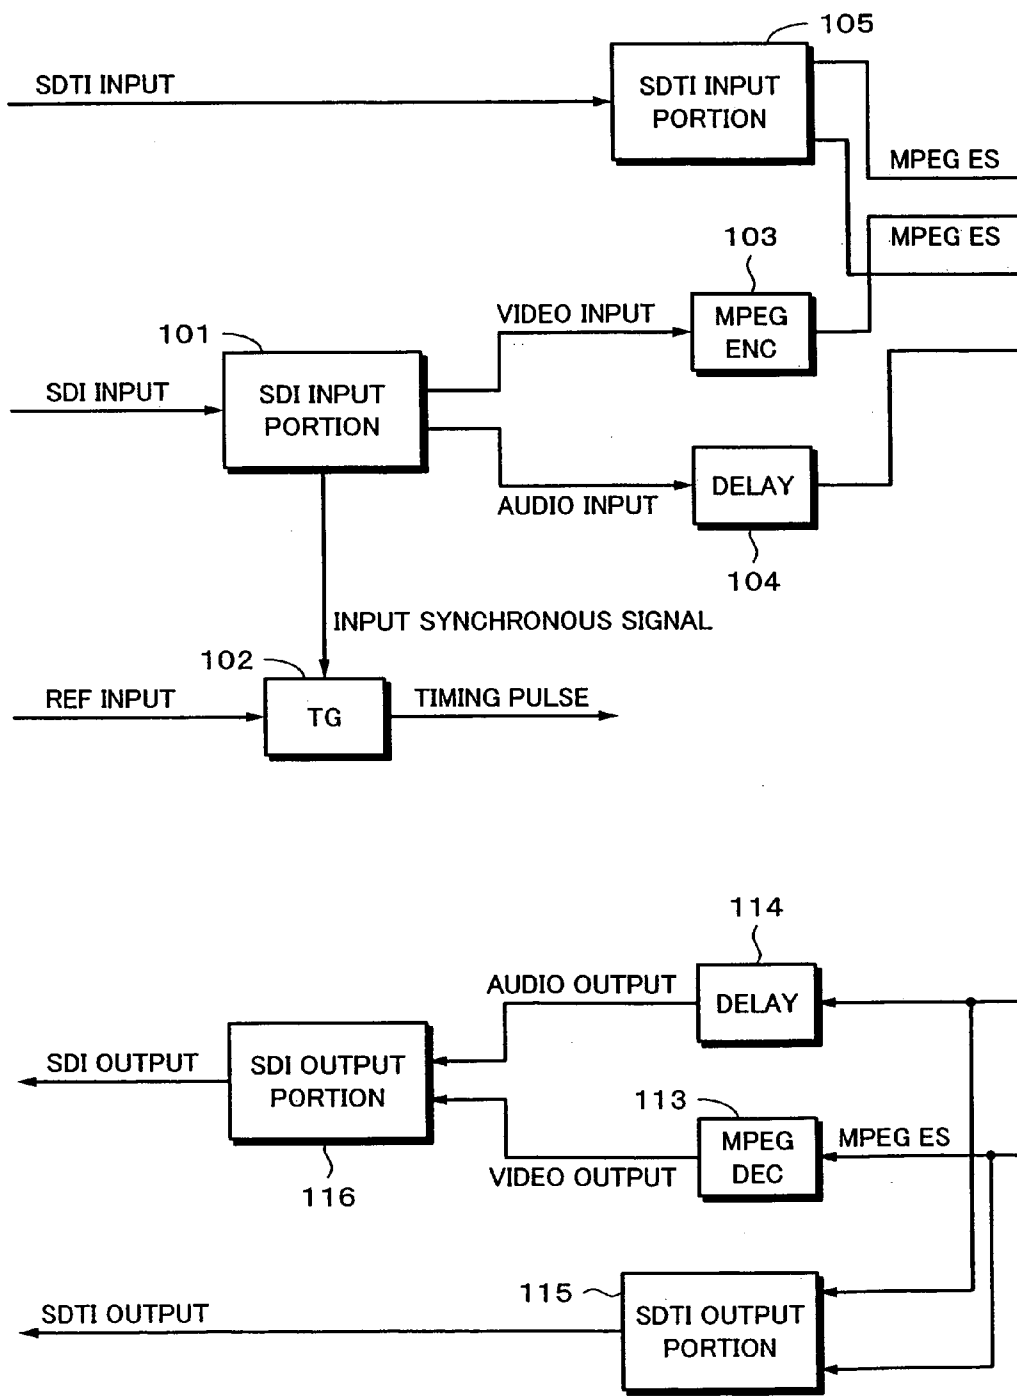 105
SDTI INPUT
SDTI INPUT
PORTION
MPEG ES
MPEG ES
103
VIDEO INPUT
MPEG
ENC
101
SDI INPUT
SDI INPUT
PORTION
DELAY
AUDIO INPUT
104
INPUT SYNCHRONOUS SIGNAL
102
REF INPUT
TG
TIMING PULSE
114
AUDIO OUTPUT
DELAY
SDI OUTPUT
SDI OUTPUT
PORTION
113
MPEG
DEC
MPEG ES
VIDEO OUTPUT
116
115
SDTI OUTPUT
SDTI OUTPUT
PORTION